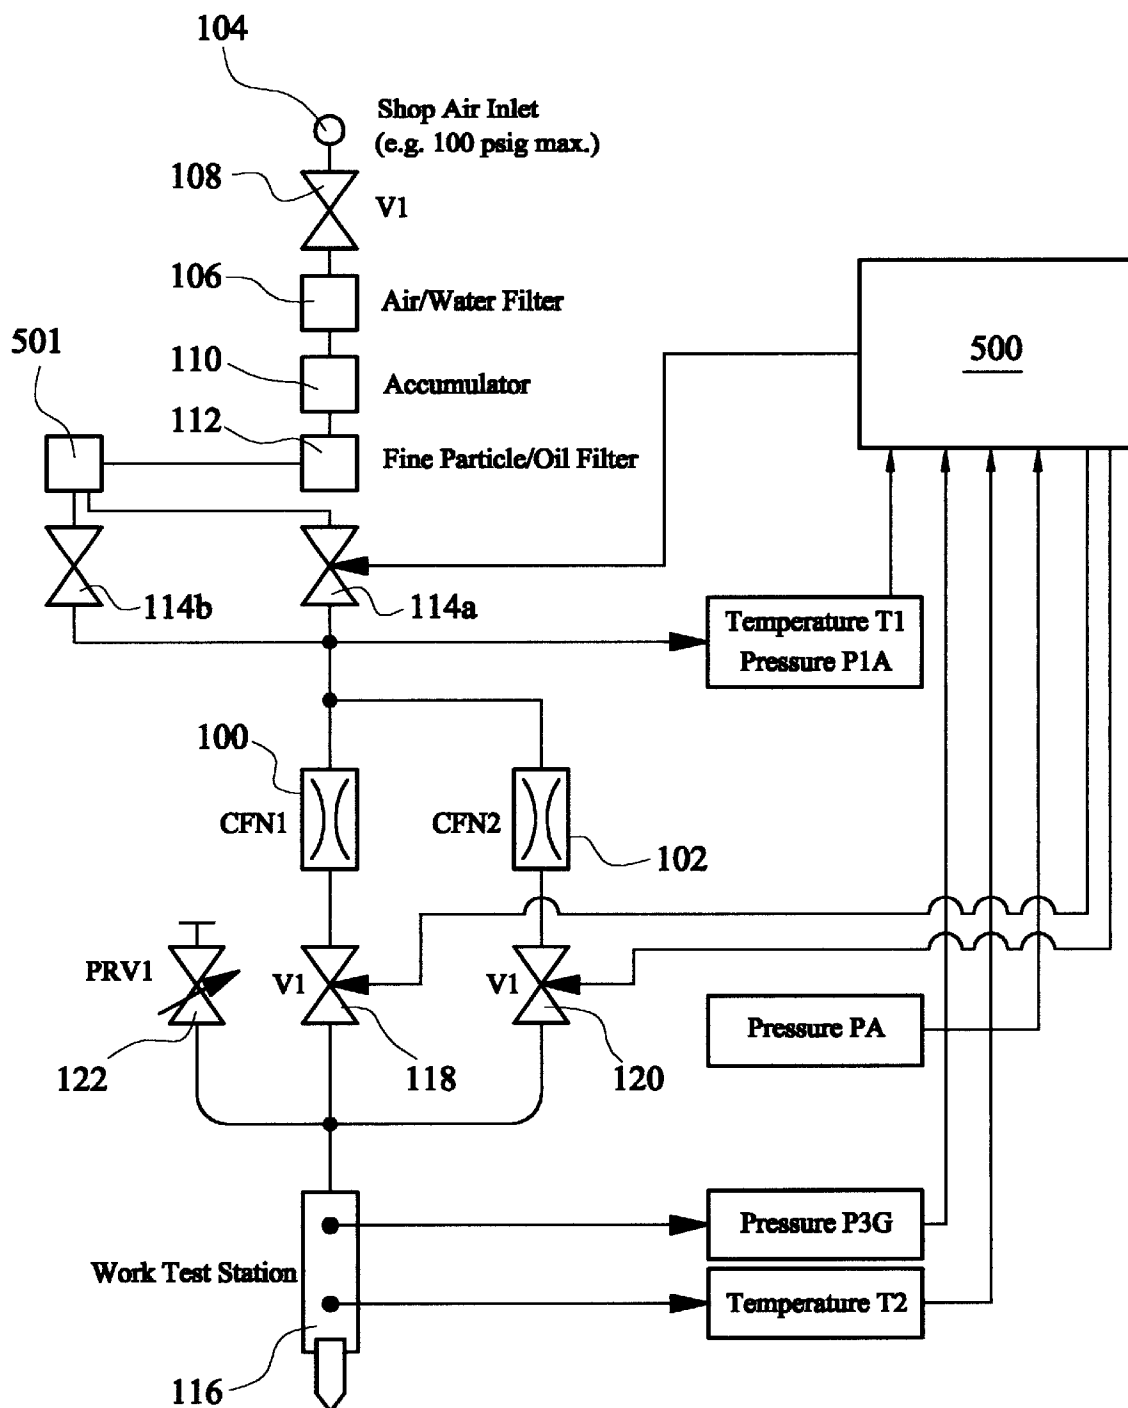 104
Shop Air Inlet
(e.g. 100 psig max.)
108
V1
106
Air/Water Filter
501
110
Accumulator
500
112
Fine Particle/Oil Filter
114b
114a
Temperature T1
Pressure P1A
100
CFN1
CFN2
102
PRV1
V1
V1
Pressure PA
122
118
120
Pressure P3G
Work Test Station
Temperature T2
116